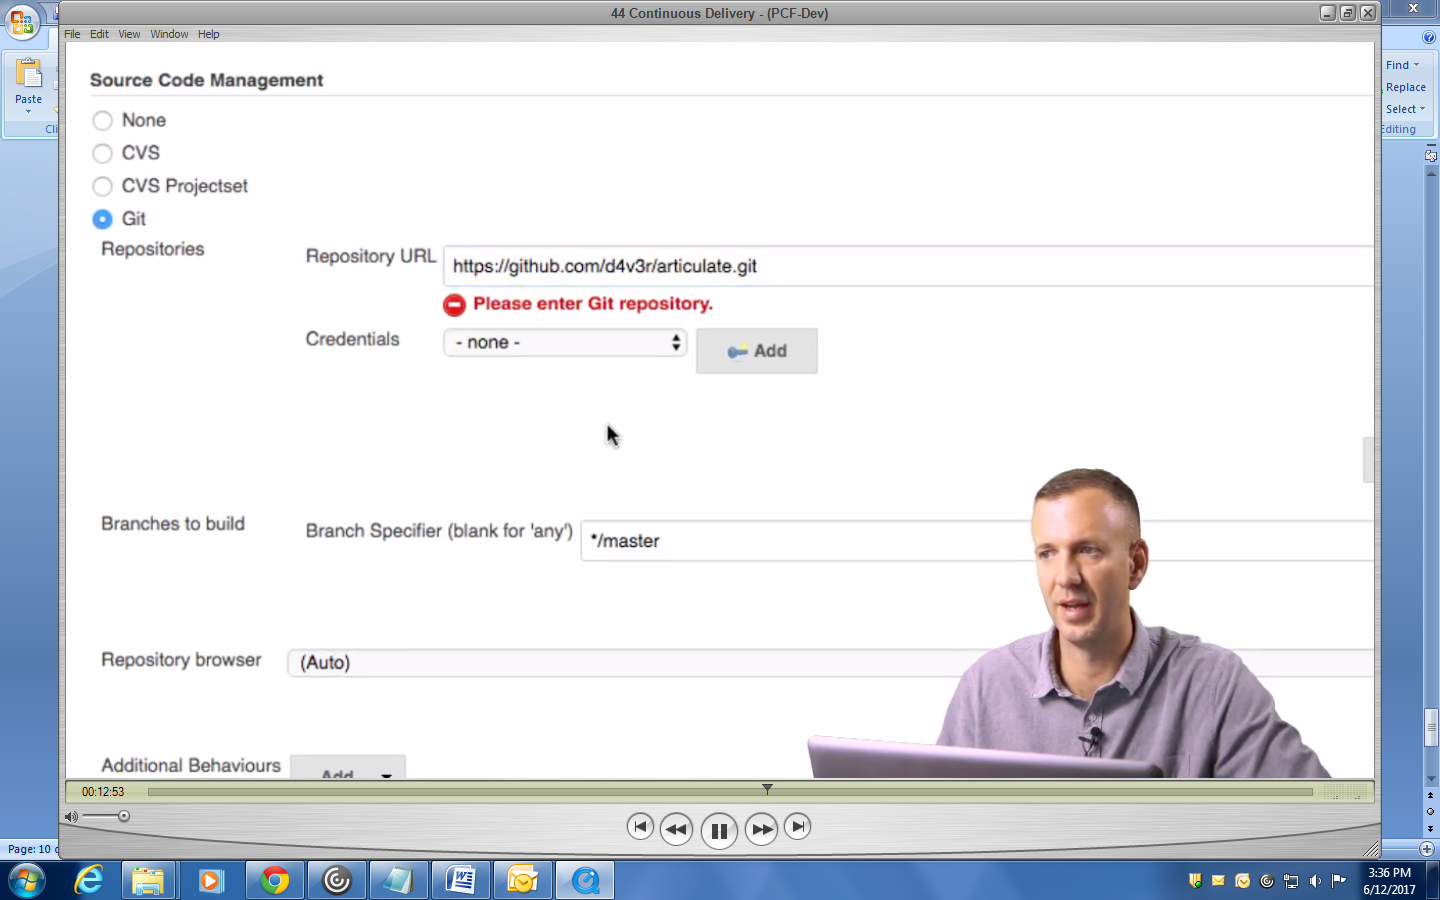 44 Continuous Delivery - (PCF-Dev)
File Edit View Window Help
Paste
Find
Replace
Select
Editing
Source Code Management
None
CVS
CVS Projectset
Git
Repositories
Repository URL
https://github.com/d4v3r/articulate.git
Please enter Git repository.
Credentials
- none -
Add
Branches to build
Branch Specifier (blank for 'any')
*/master
Repository browser
(Auto)
Additional Behaviours
Add
00:12:53
Page: 10
3:36 PM
6/12/2017